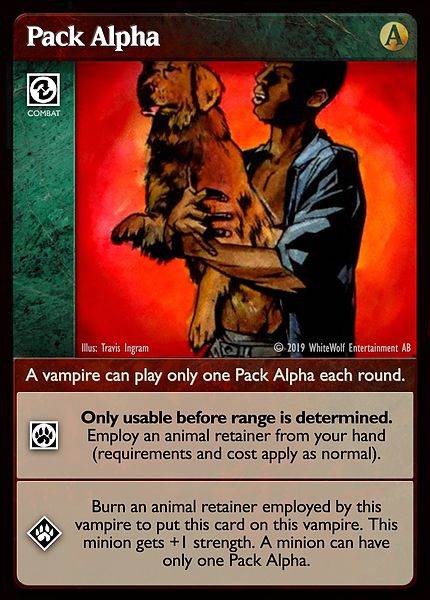 Pack Alpha
A
COMBAT
Illus: Travis Ingram
© 2019 WhiteWolf Entertainment AB
A vampire can play only one Pack Alpha each round.
Only usable before range is determined.
Employ an animal retainer from your hand
(requirements and cost apply as normal).
Burn an animal retainer employed by this
vampire to put this card on this vampire. This
minion gets +1 strength. A minion can have
only one Pack Alpha.